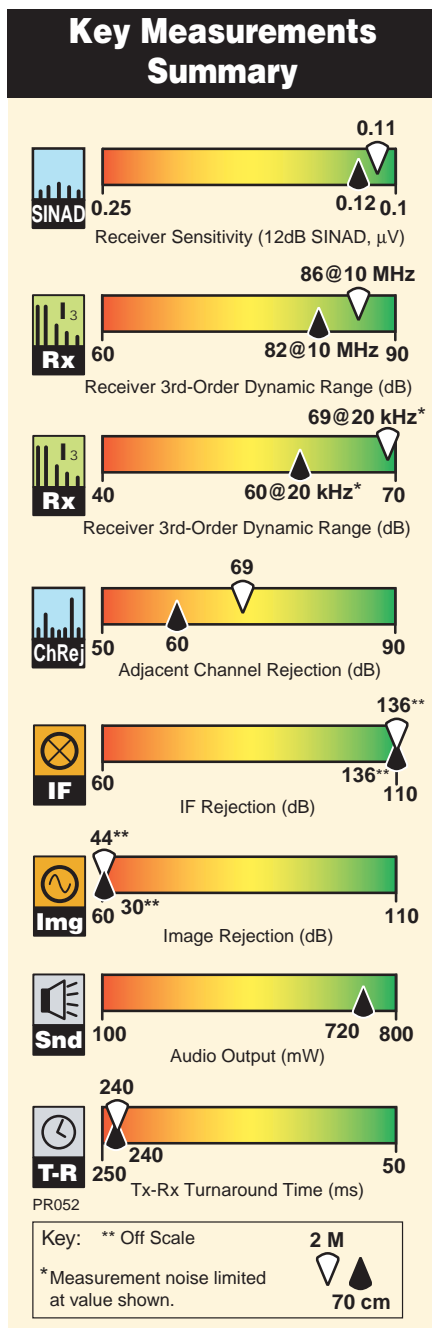 Key Measurements
Summary
0.11
SINAD
0.25
0.12
0.1
Receiver Sensitivity (12dB SINAD, μV)
86@10 MHz
I3
Rx
60
82@10 MHz
90
Receiver 3rd-Order Dynamic Range (dB)
69@20 kHz*
I3
Rx
40
60@20 kHz*
70
Receiver 3rd-Order Dynamic Range (dB)
69
ChRej
50
60
90
Adjacent Channel Rejection (dB)
136**
IF
60
136**
110
IF Rejection (dB)
44**
Img
60
30**
110
Image Rejection (dB)
Snd
100
720
800
Audio Output (mW)
240
T-R
250
240
50
Tx-Rx Turnaround Time (ms)
PR052
Key: ** Off Scale
2 M
*Measurement noise limited
at value shown.
70 cm